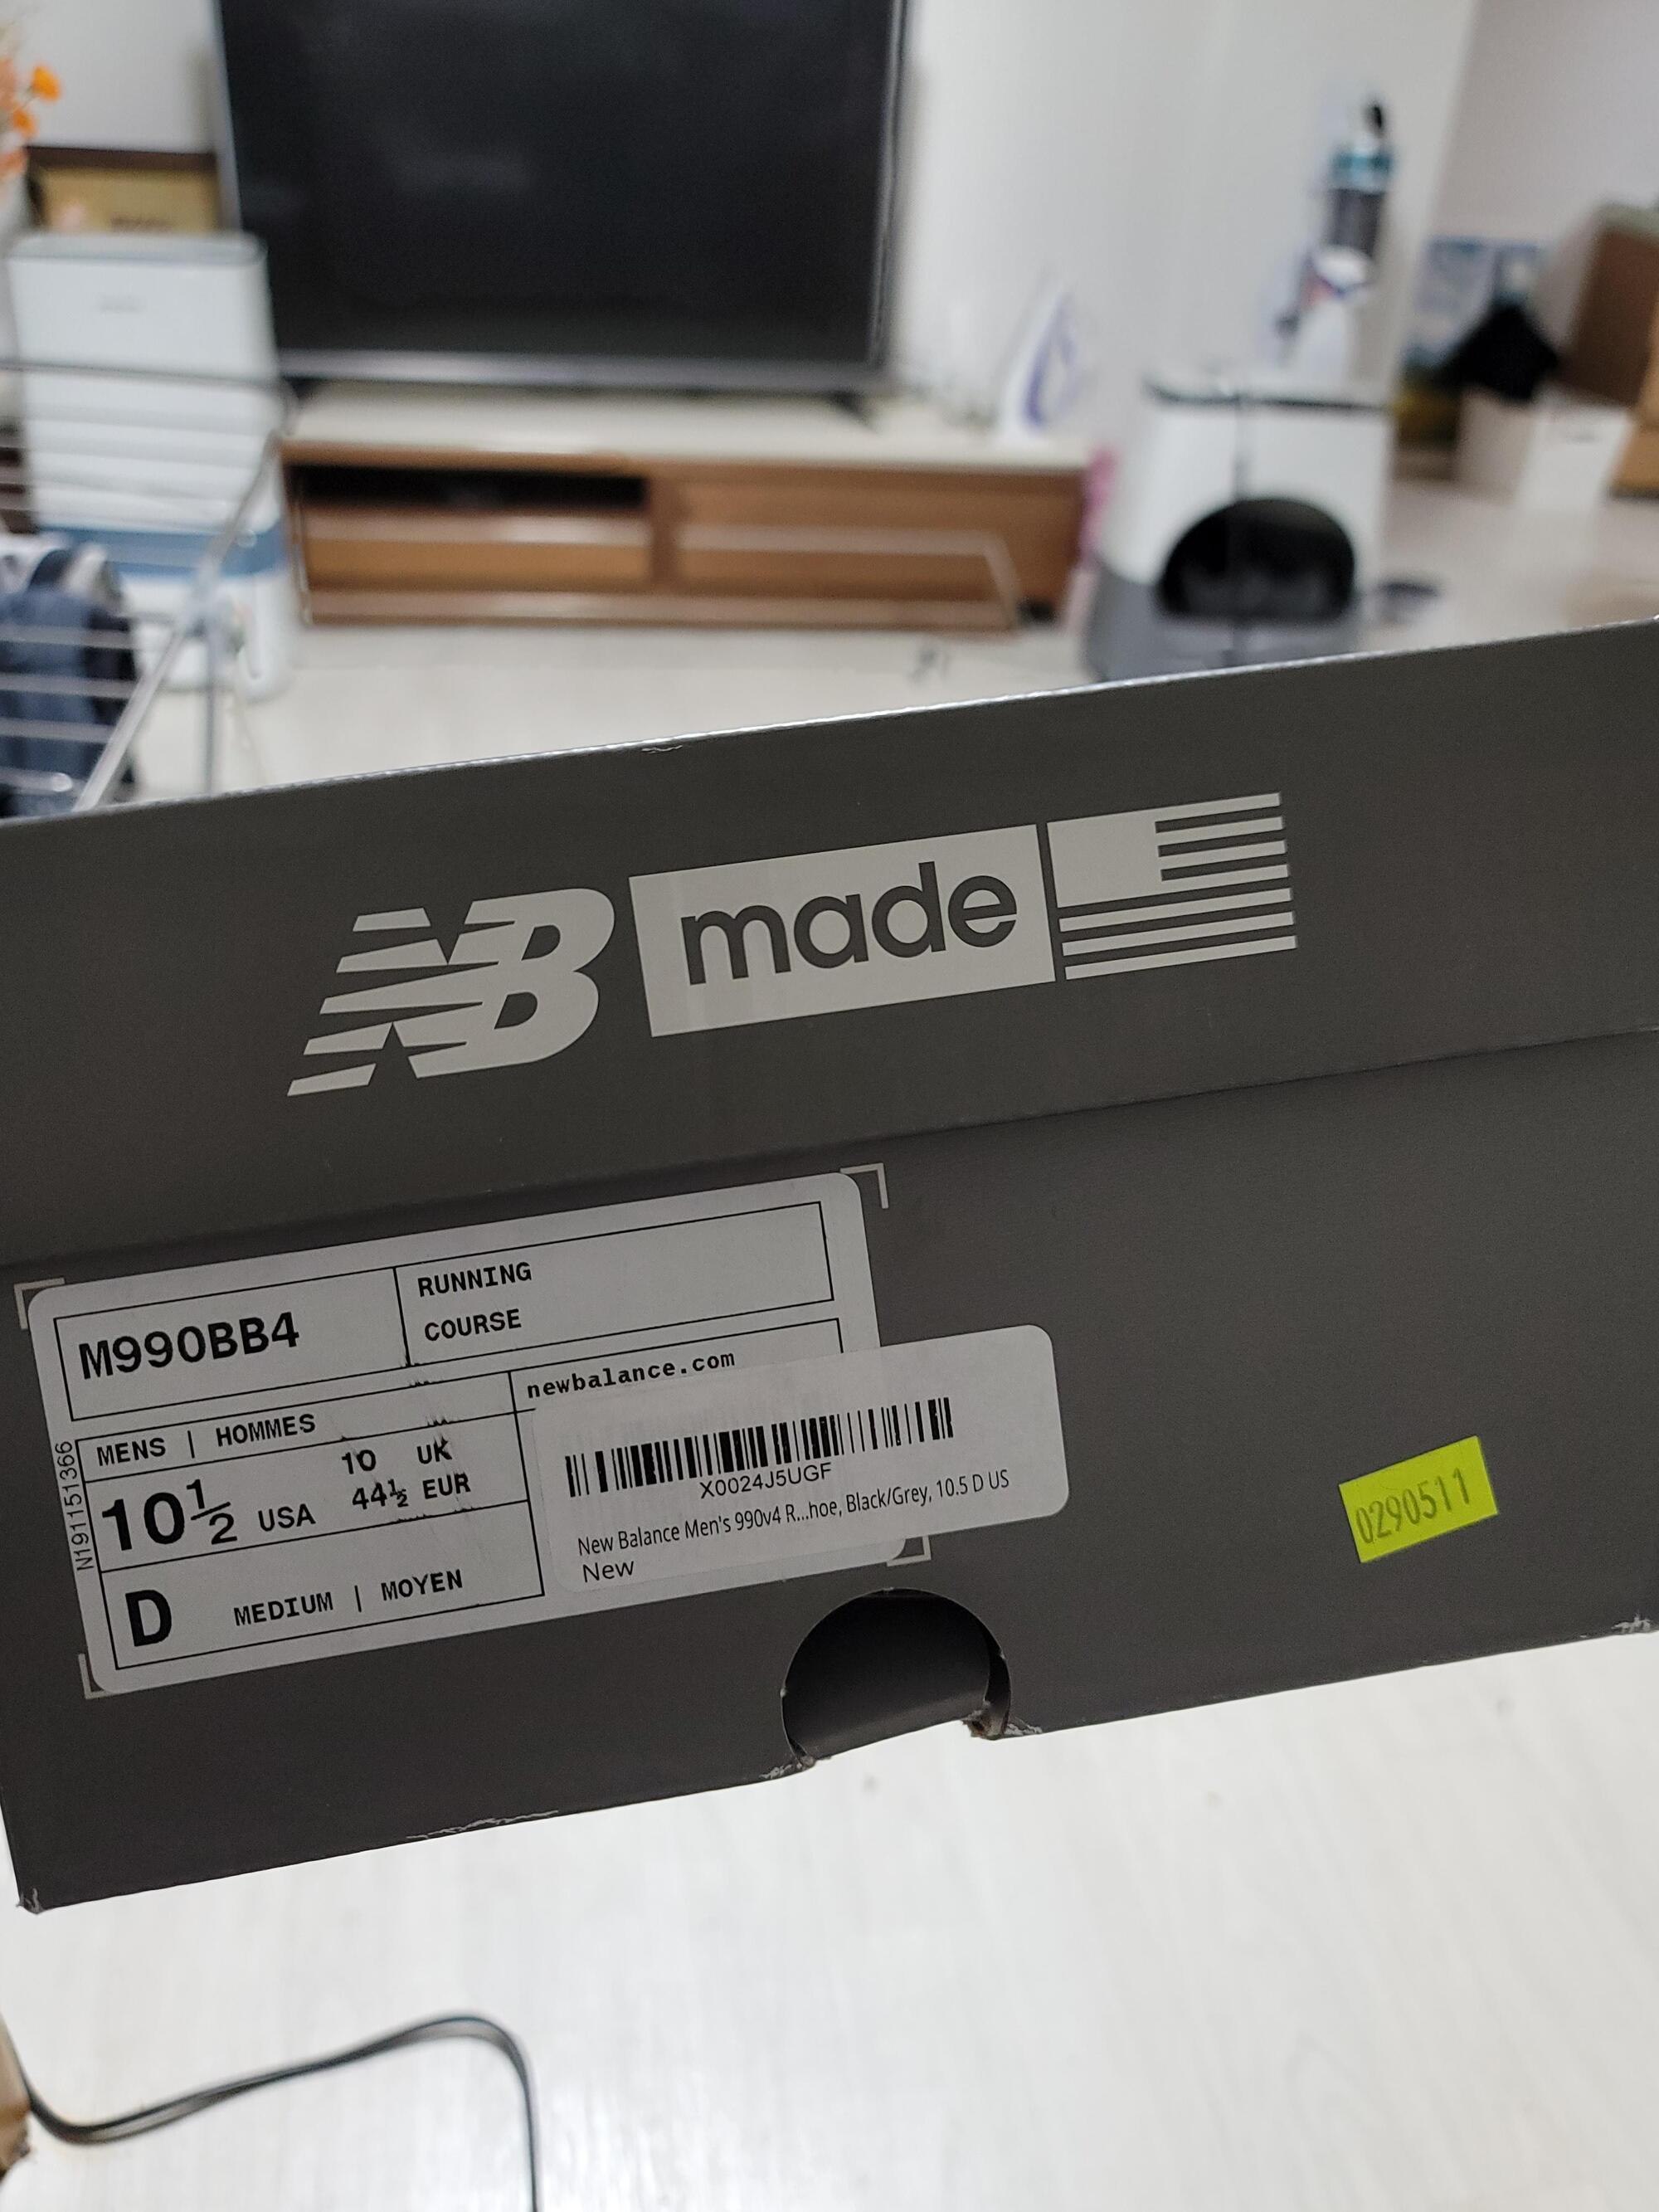 NB made
M990BB4
RUNNING
COURSE
newbalance.com
MENS | HOMMES
10½ USA
10 UK
44½ EUR
D MEDIUM | MOYEN
N191151366
X0024J5UGF
New Balance Men's 990v4 R...hoe, Black/Grey, 10.5 D US
New
0290511